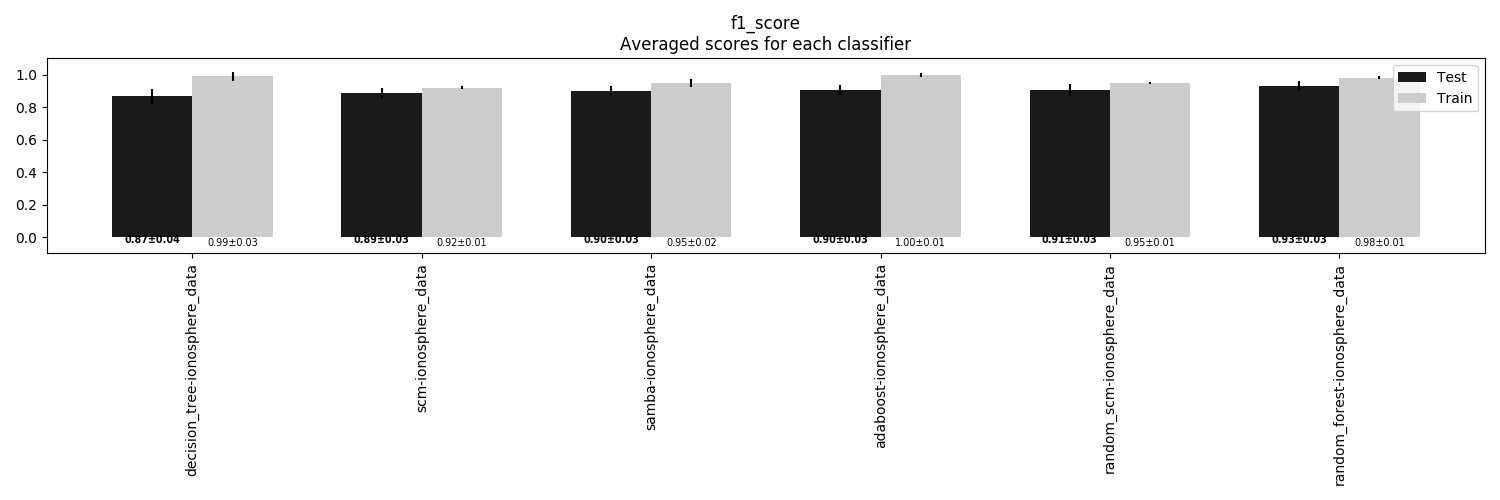 f1_score
Averaged scores for each classifier
Test
Train
1.0
0.8
0.6
0.4
0.2
0.0
0.87±0.04 0.99±0.03 0.89±0.03 0.92±0.01 0.90±0.03 0.95±0.02 0.90±0.03 1.00±0.01 0.91±0.03 0.95±0.01 0.93±0.03 0.98±0.01
decision_tree-ionosphere_data
scm-ionosphere_data
samba-ionosphere_data
adaboost-ionosphere_data
random_scm-ionosphere_data
random_forest-ionosphere_data